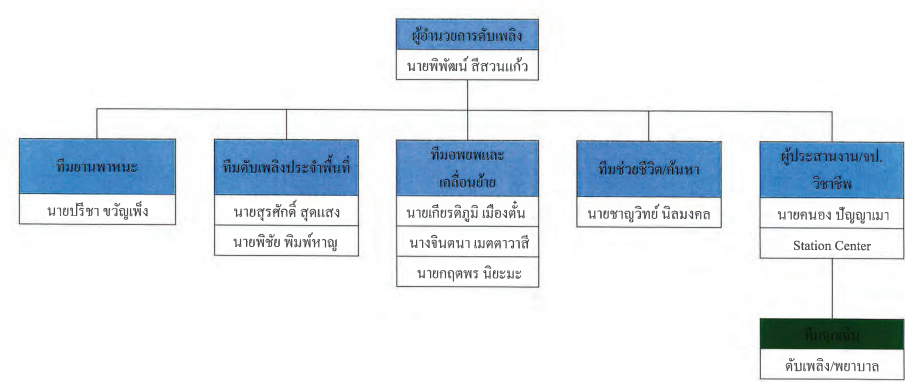 ผู้อำนวยการดับเพลิง
นายพิพัฒน์ สีสวนแก้ว
ทีมยานพาหนะ
นายปรีชา ขวัญเพ็ง
ทีมดับเพลิงประจำพื้นที่
นายสุรศักดิ์ สุดแสง
นายพิชัย พิมพ์หาญ
ทีมอพยพและ
เคลื่อนย้าย
นายเกียรติภูมิ เมืองตั้น
นางจินตนา เมตตาวาสี
นายกฤตพร นิยะมะ
ทีมช่วยชีวิต/ค้นหา
นายชาญวิทย์ นิลมงคล
ผู้ประสานงาน/จป.
วิชาชีพ
นายคนอง ปัญญาเมา
Station Center
ทีมฉุกเฉิน
ดับเพลิง/พยาบาล